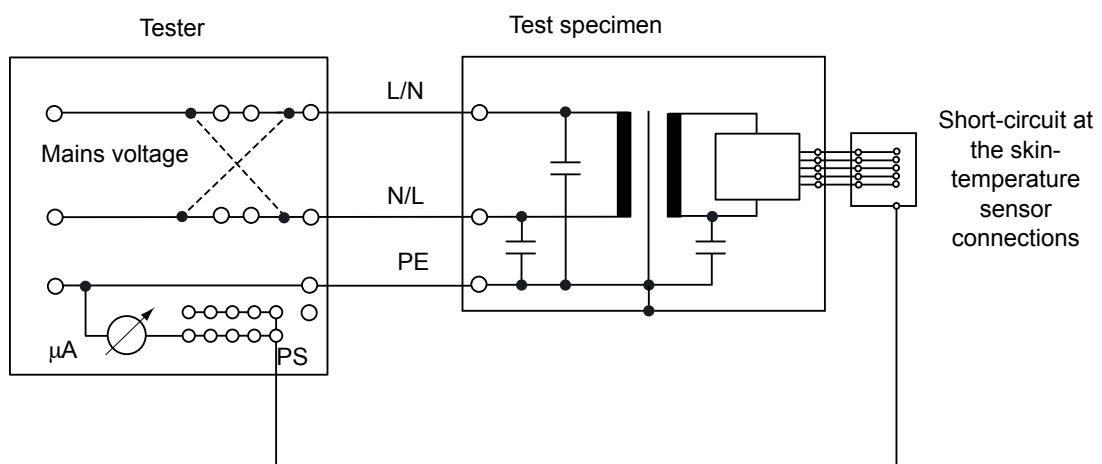 Tester
Test specimen
L/N
Mains voltage
N/L
PE
µA
PS
Short-circuit at
the skin-
temperature
sensor
connections